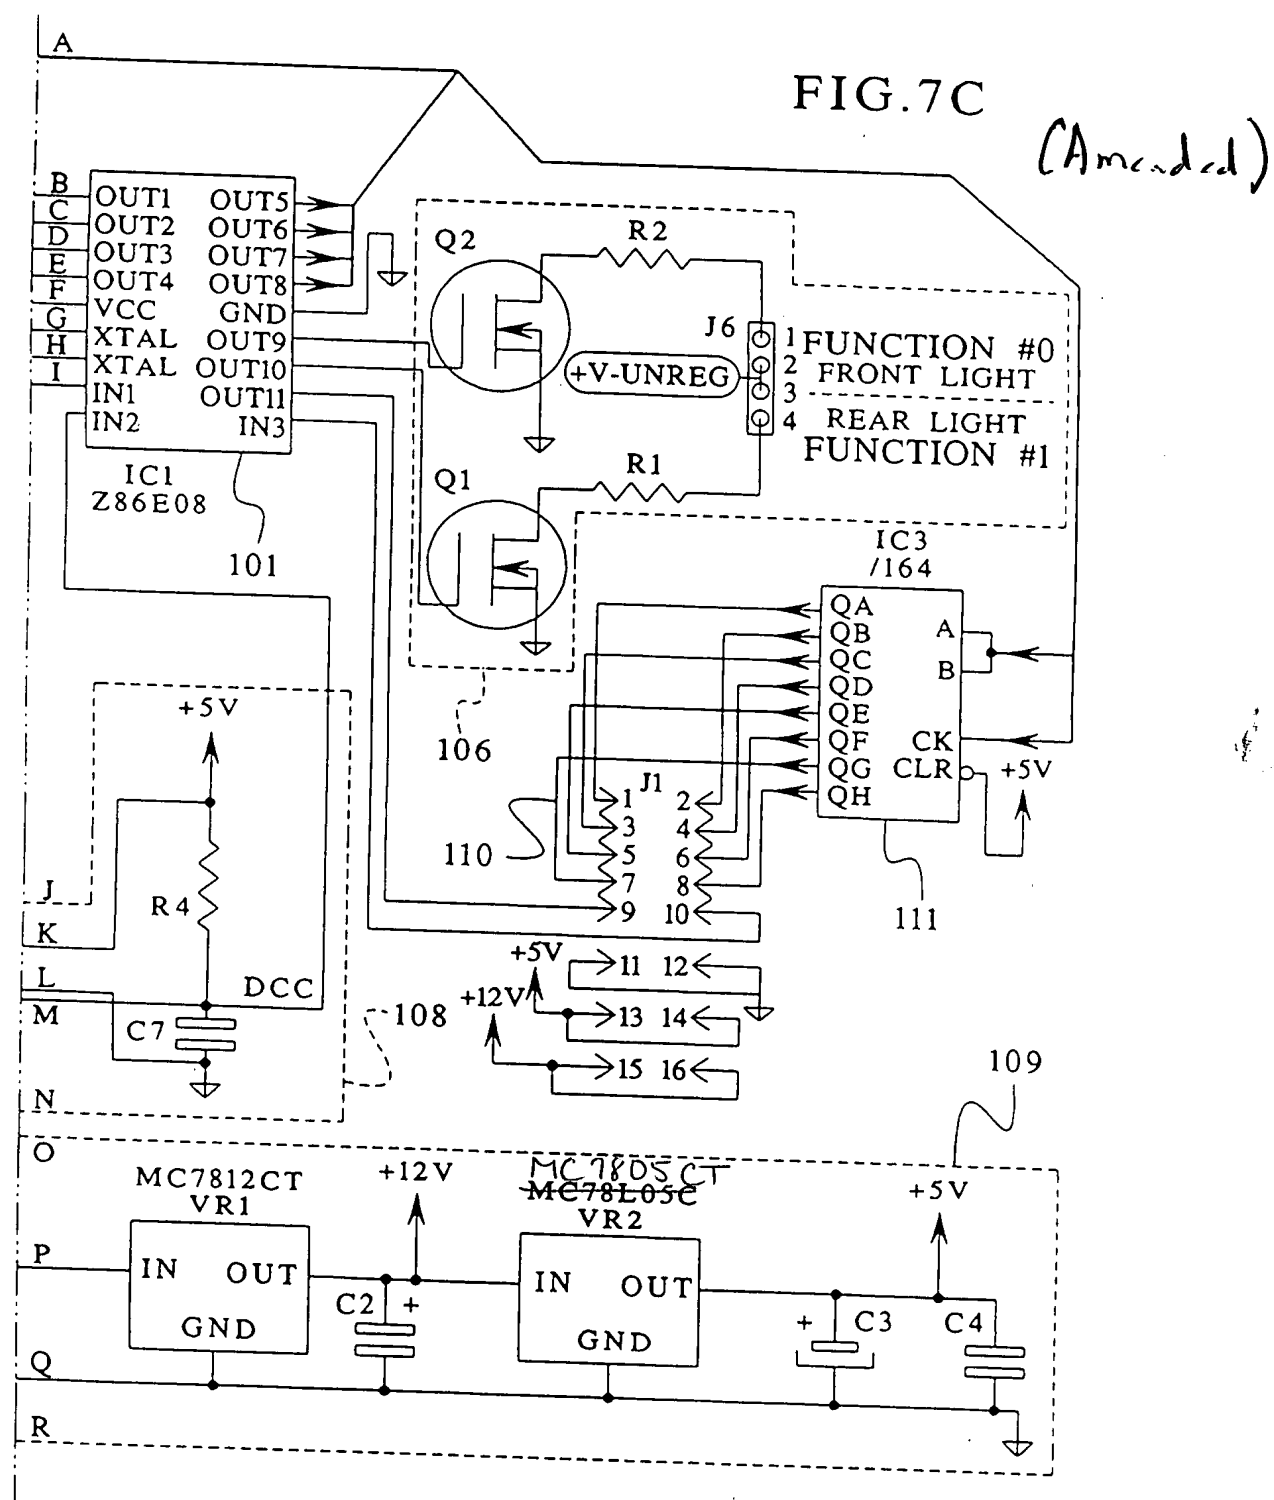 A
FIG.7C
(Amended)
B
C
D
E
F
G
H
I
OUT1 OUT5
OUT2 OUT6
OUT3 OUT7
OUT4 OUT8
VCC GND
XTAL OUT9
XTAL OUT10
IN1 OUT11
IN2 IN3
IC1
Z86E08
101
Q2
R2
J6
+V-UNREG
1 FUNCTION #0
2 FRONT LIGHT
3
4 REAR LIGHT
FUNCTION #1
Q1
R1
106
IC3
/164
QA
QB
QC
QD
QE
QF
QG
QH
A
B
CK
CLR
+5V
111
J1
1 2
3 4
5 6
7 8
9 10
110
+5V
11 12
+12V
13 14
15 16
+5V
J
K
L
M
N
R4
DCC
C7
108
109
O
P
Q
R
MC7812CT
VR1
IN OUT
GND
+12V
C2 +
MC7805CT
MC78L05C
VR2
IN OUT
GND
+5V
+ C3
C4